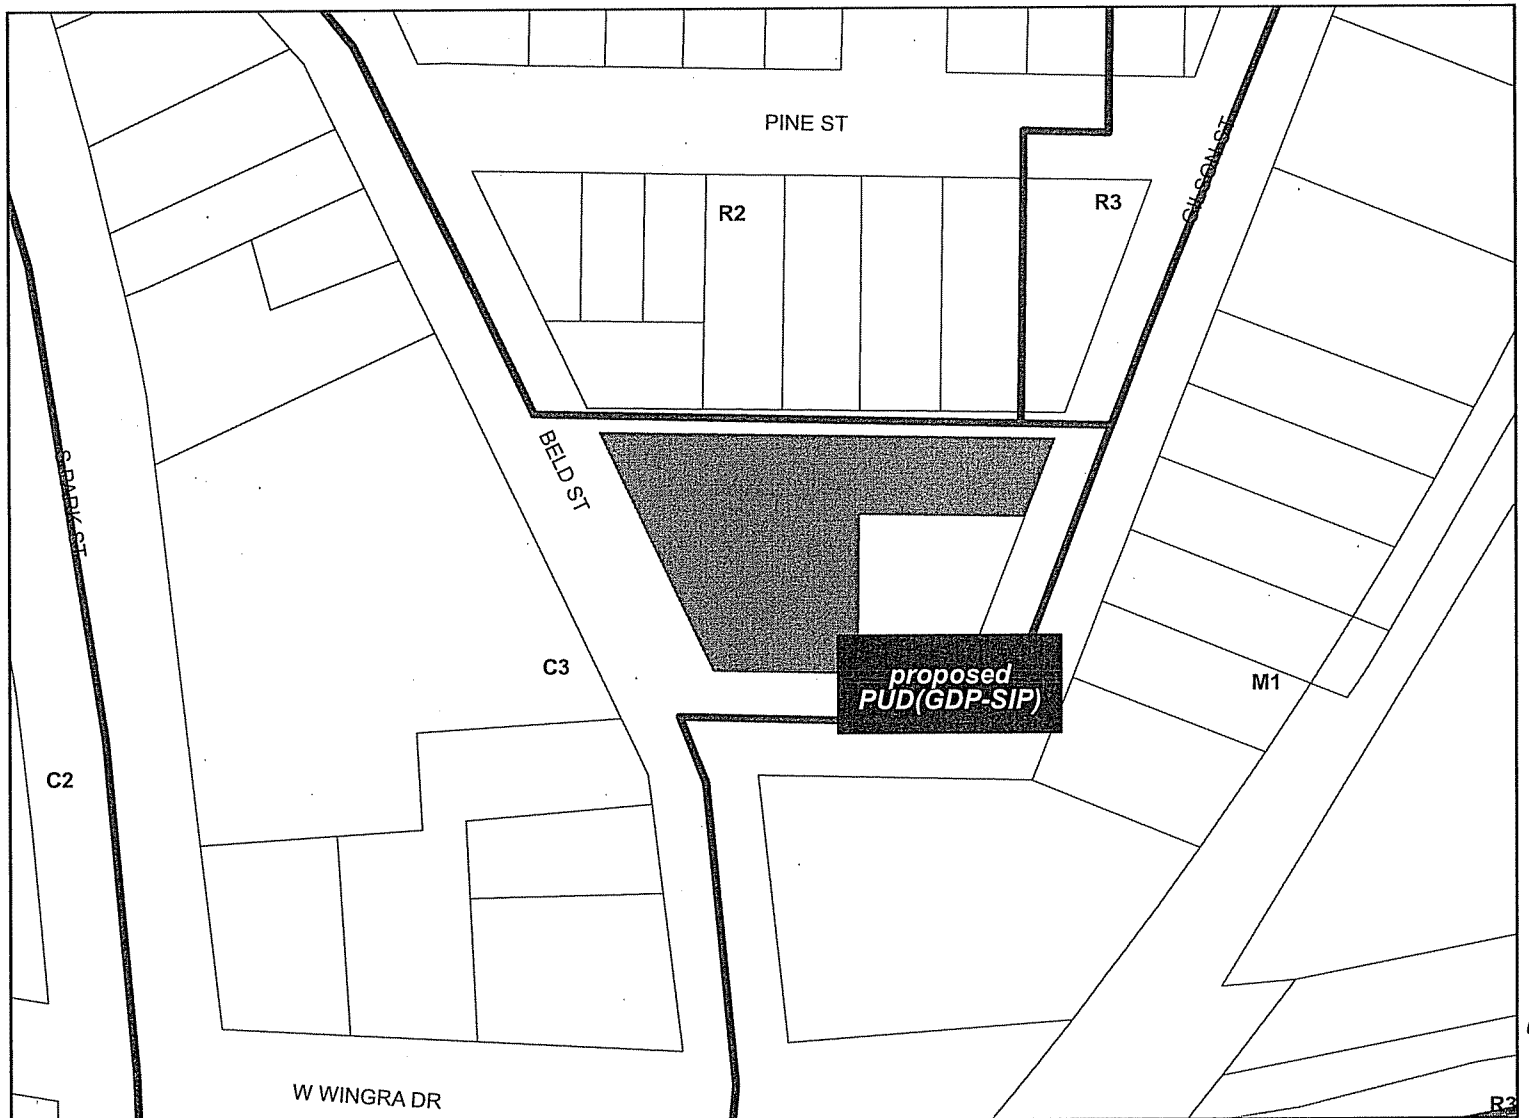 PINE ST
GILSON ST
R2
R3
BELD ST
S PARK ST
C3
proposed
PUD(GDP-SIP)
M1
C2
W WINGRA DR
R3